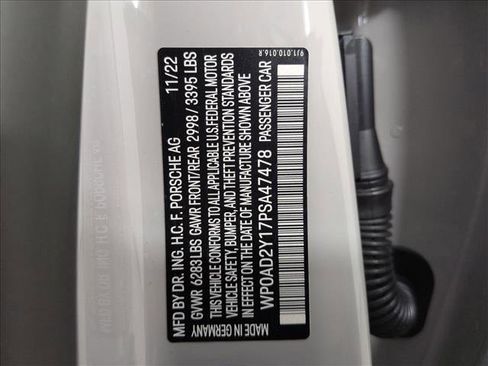 9J1.010.016.R
MFD BY DR. ING. H.C. F. PORSCHE AG 11/22
GVWR 6283 LBS GAWR FRONT/REAR 2998/3395 LBS
THIS VEHICLE CONFORMS TO ALL APPLICABLE U.S. FEDERAL MOTOR
VEHICLE SAFETY, BUMPER, AND THEFT PREVENTION STANDARDS
IN EFFECT ON THE DATE OF MANUFACTURE SHOWN ABOVE
WP0AD2Y17PSA47478 PASSENGER CAR
MADE IN GERMANY